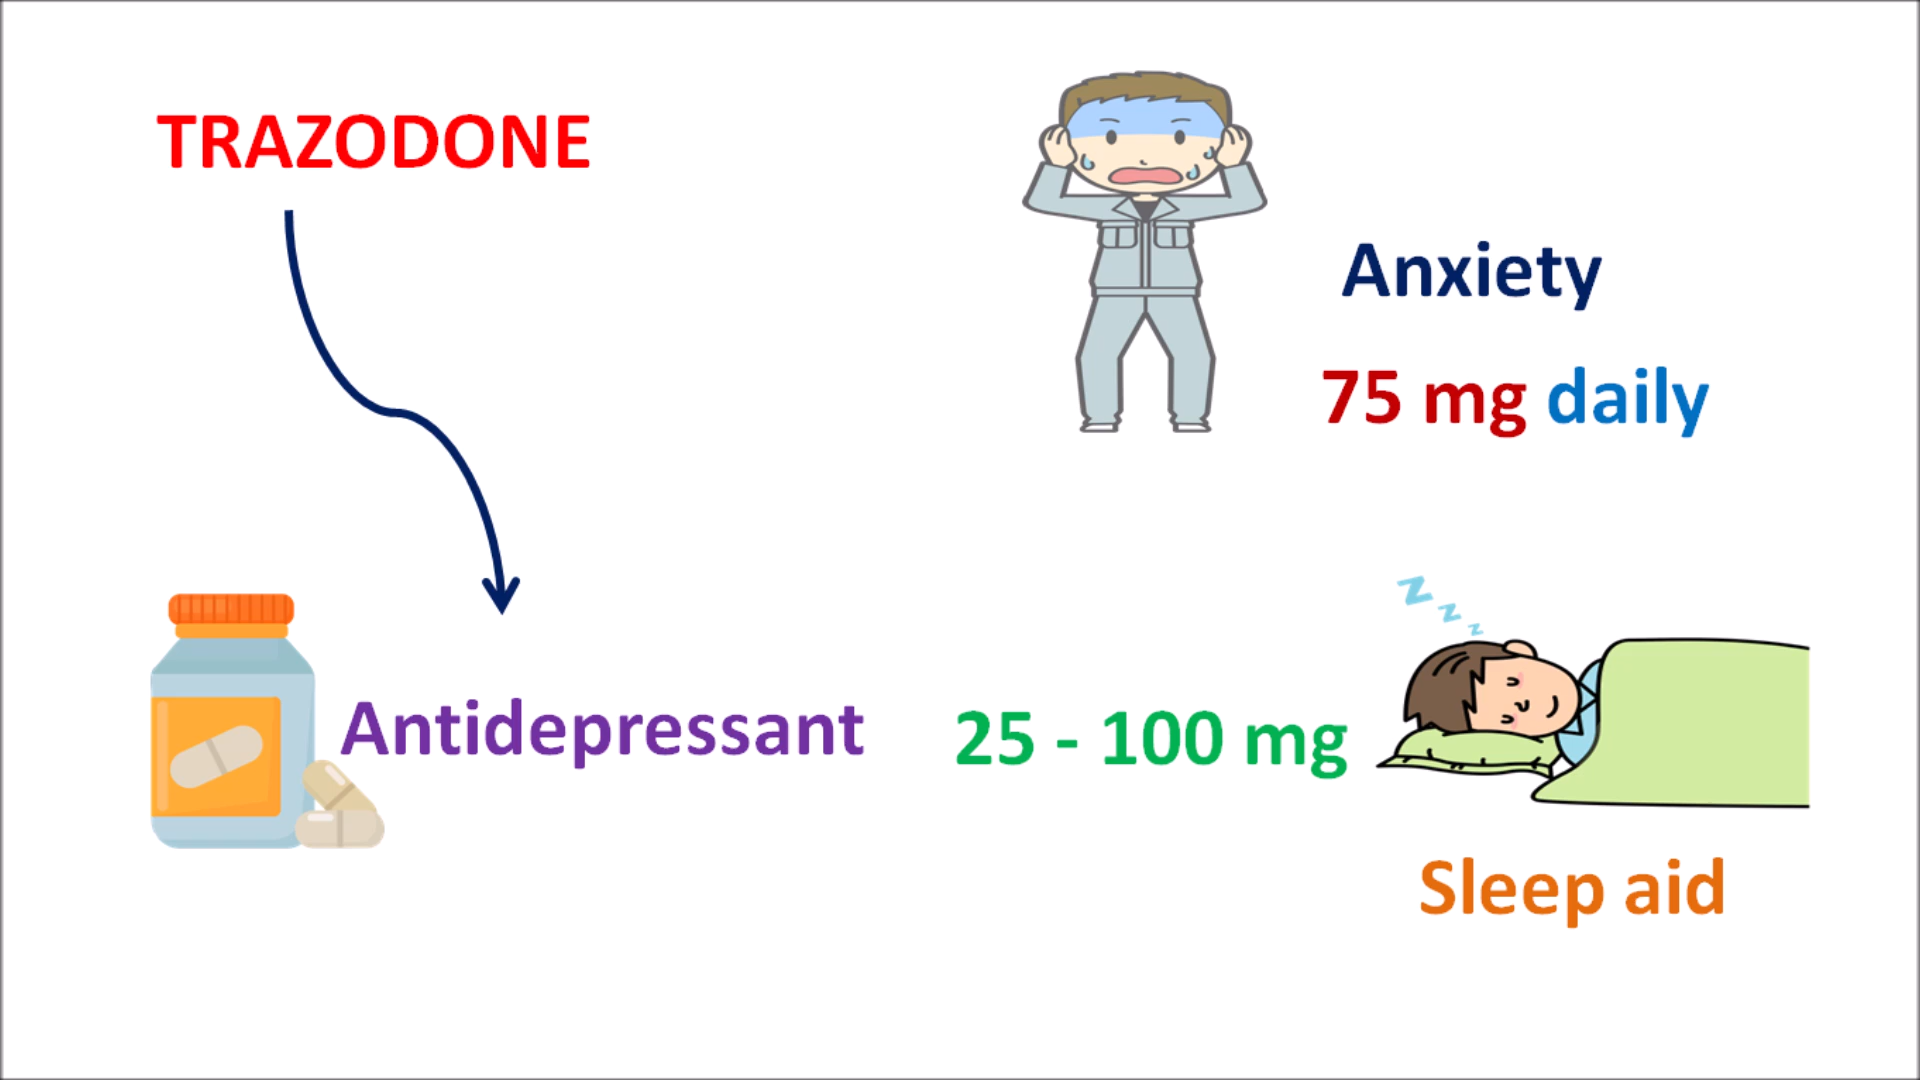 TRAZODONE
Anxiety
75 mg daily
Antidepressant
25 - 100 mg
z
z
z
Sleep aid